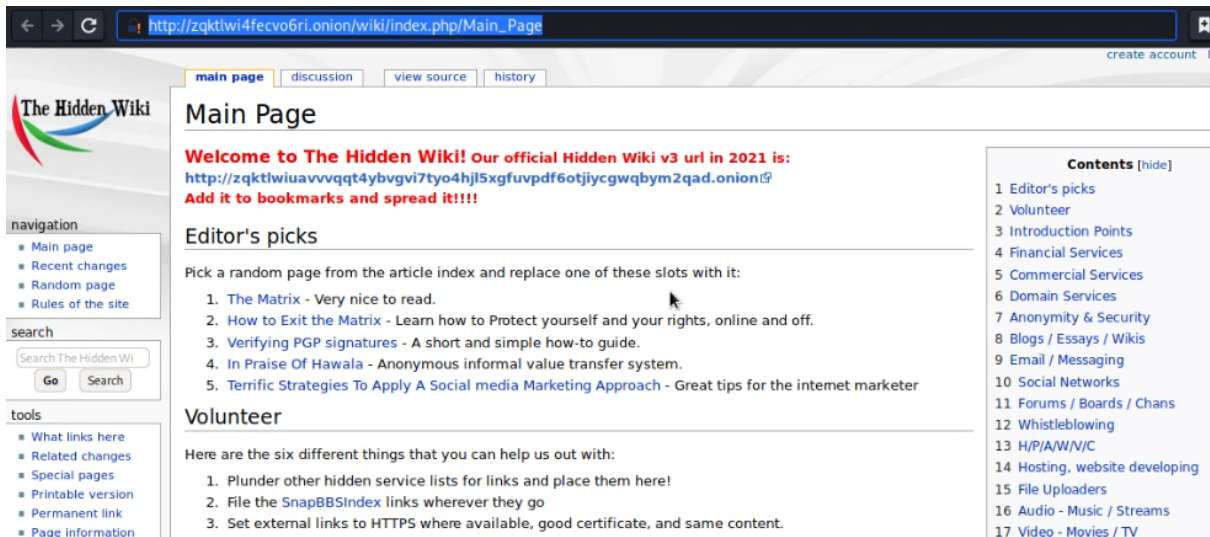 http://zqktlwi4fecvo6ri.onion/wiki/index.php/Main_Page
create account
main page
discussion
view source
history
The Hidden Wiki
Main Page
Welcome to The Hidden Wiki! Our official Hidden Wiki v3 url in 2021 is:
http://zqktlwiuavvvqqt4ybvgvi7tyo4hjl5xgfuvpdf6otjiycgwqbym2qad.onion
Add it to bookmarks and spread it!!!!
Editor's picks
Pick a random page from the article index and replace one of these slots with it:
1. The Matrix - Very nice to read.
2. How to Exit the Matrix - Learn how to Protect yourself and your rights, online and off.
3. Verifying PGP signatures - A short and simple how-to guide.
4. In Praise Of Hawala - Anonymous informal value transfer system.
5. Terrific Strategies To Apply A Social media Marketing Approach - Great tips for the internet marketer
Volunteer
Here are the six different things that you can help us out with:
1. Plunder other hidden service lists for links and place them here!
2. File the SnapBBSIndex links wherever they go
3. Set external links to HTTPS where available, good certificate, and same content.
navigation
Main page
Recent changes
Random page
Rules of the site
search
Search The Hidden Wi
Go
Search
tools
What links here
Related changes
Special pages
Printable version
Permanent link
Page information
Contents [hide]
1 Editor's picks
2 Volunteer
3 Introduction Points
4 Financial Services
5 Commercial Services
6 Domain Services
7 Anonymity & Security
8 Blogs / Essays / Wikis
9 Email / Messaging
10 Social Networks
11 Forums / Boards / Chans
12 Whistleblowing
13 H/P/A/W/V/C
14 Hosting, website developing
15 File Uploaders
16 Audio - Music / Streams
17 Video - Movies / TV